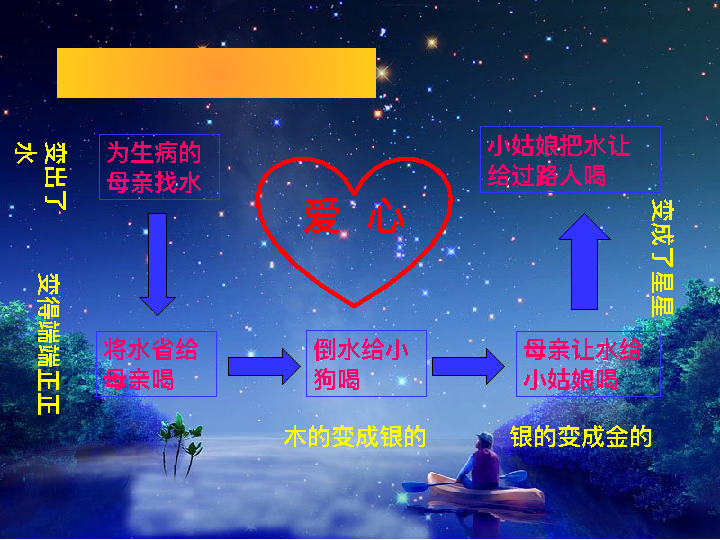 变出了
水
为生病的
母亲找水
爱 心
小姑娘把水让
给过路人喝
变成了星星
变得端端正正
将水省给
母亲喝
倒水给小
狗喝
母亲让水给
小姑娘喝
木的变成银的
银的变成金的